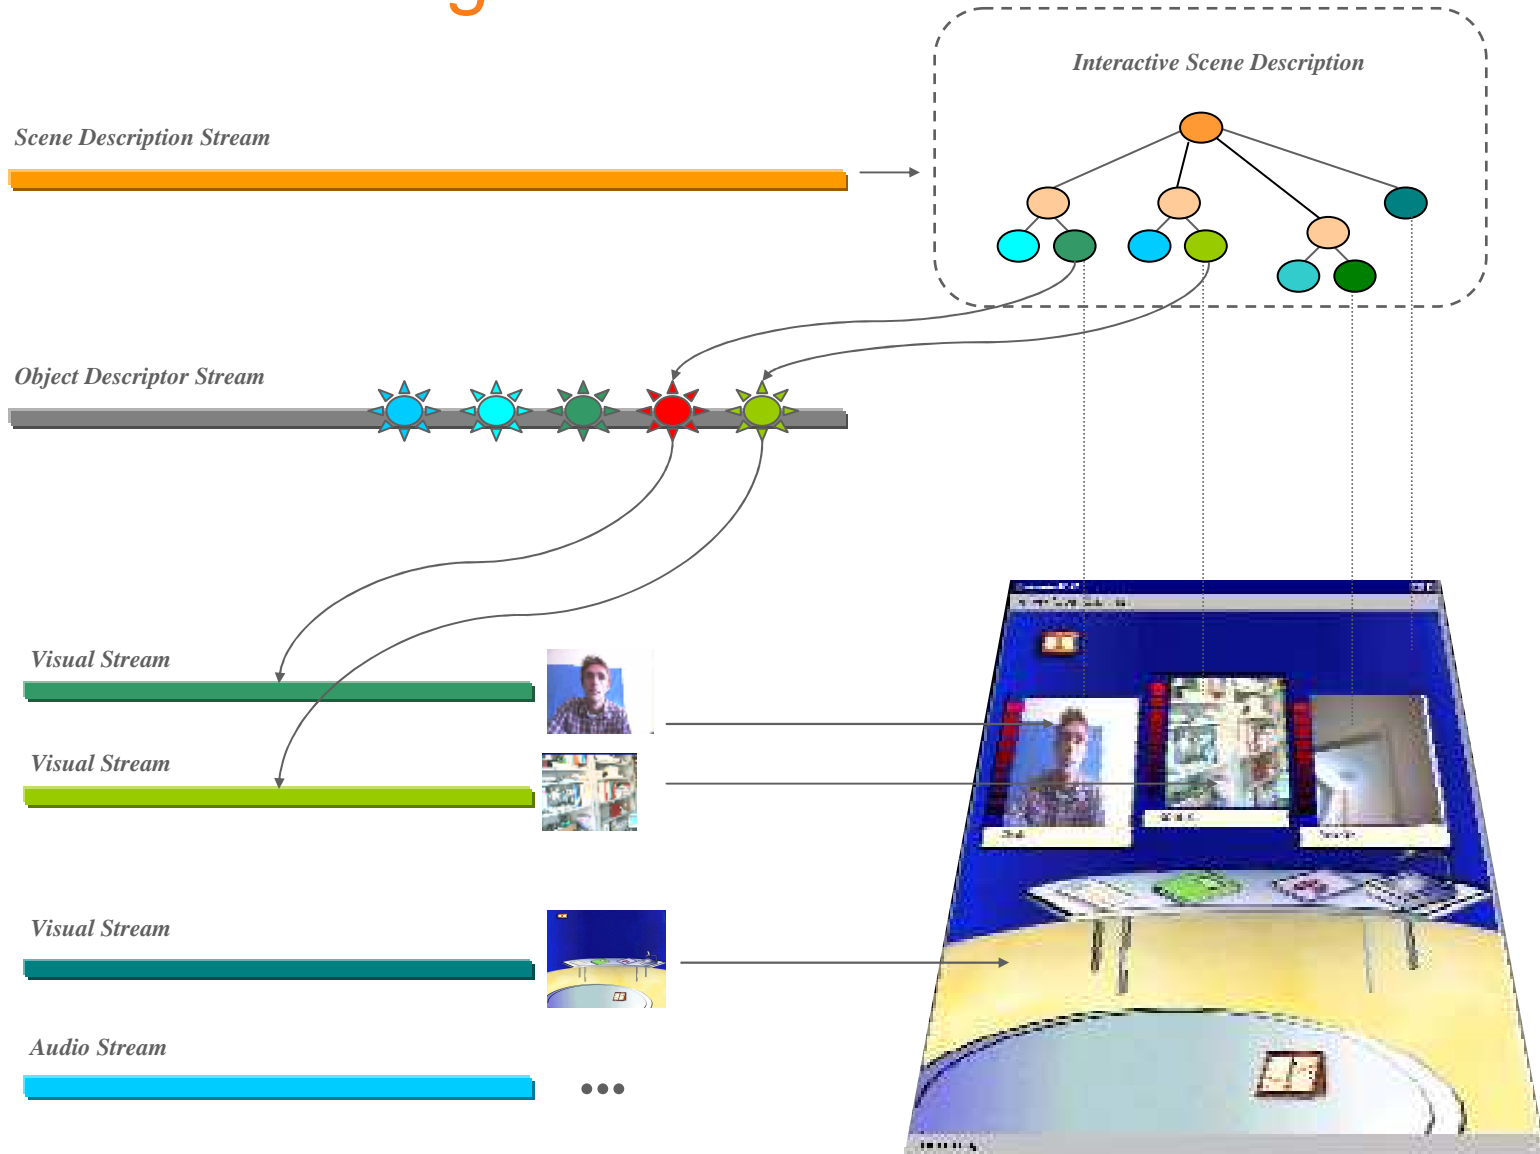 Interactive Scene Description
Scene Description Stream
Object Descriptor Stream
Visual Stream
Visual Stream
Visual Stream
Audio Stream
•••